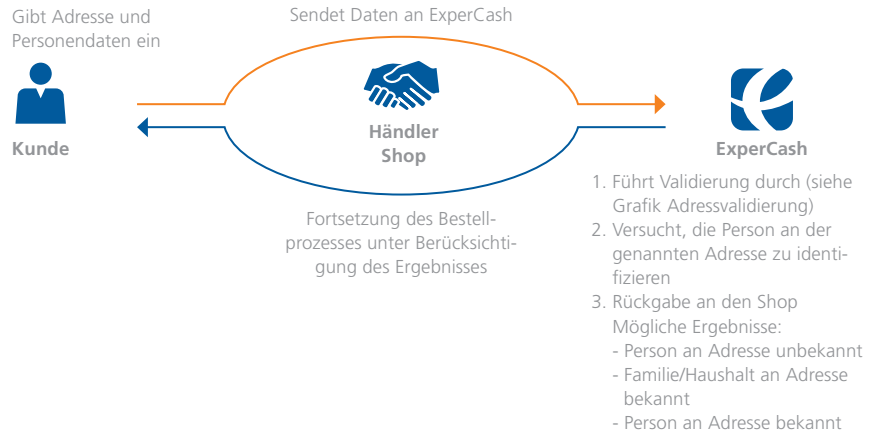 Gibt Adresse und
Personendaten ein
Kunde
Sendet Daten an ExperCash
Händler
Shop
Fortsetzung des Bestell-
prozesses unter Berücksichti-
gung des Ergebnisses
ExperCash
1. Führt Validierung durch (siehe
Grafik Adressvalidierung)
2. Versucht, die Person an der
genannten Adresse zu identi-
fizieren
3. Rückgabe an den Shop
Mögliche Ergebnisse:
- Person an Adresse unbekannt
- Familie/Haushalt an Adresse
bekannt
- Person an Adresse bekannt